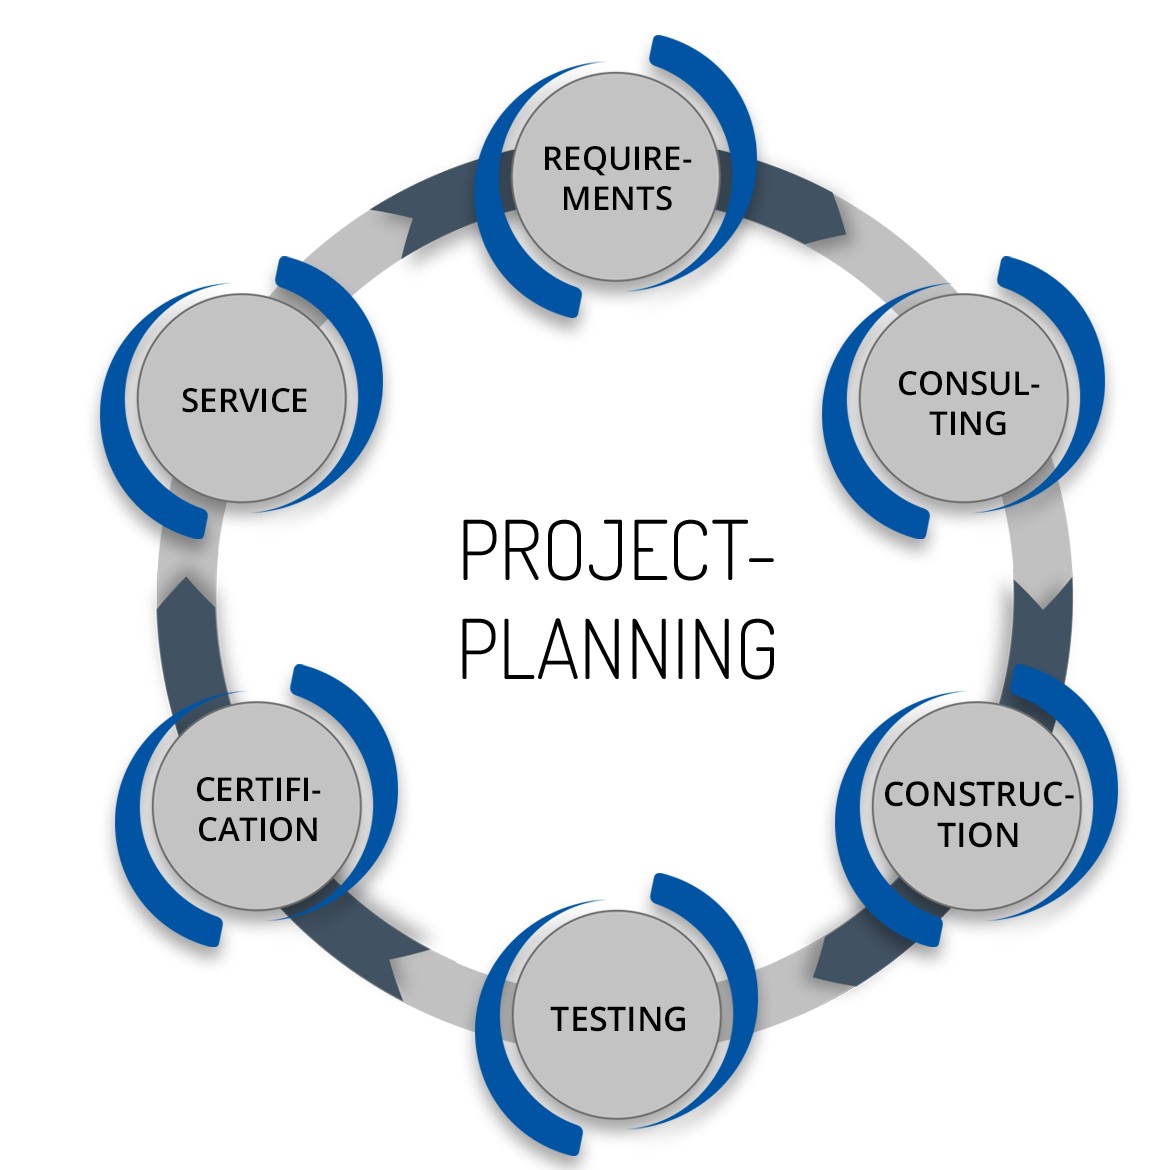 REQUIRE-
MENTS
CONSUL-
TING
CONSTRUC-
TION
TESTING
CERTIFI-
CATION
SERVICE
PROJECT-
PLANNING